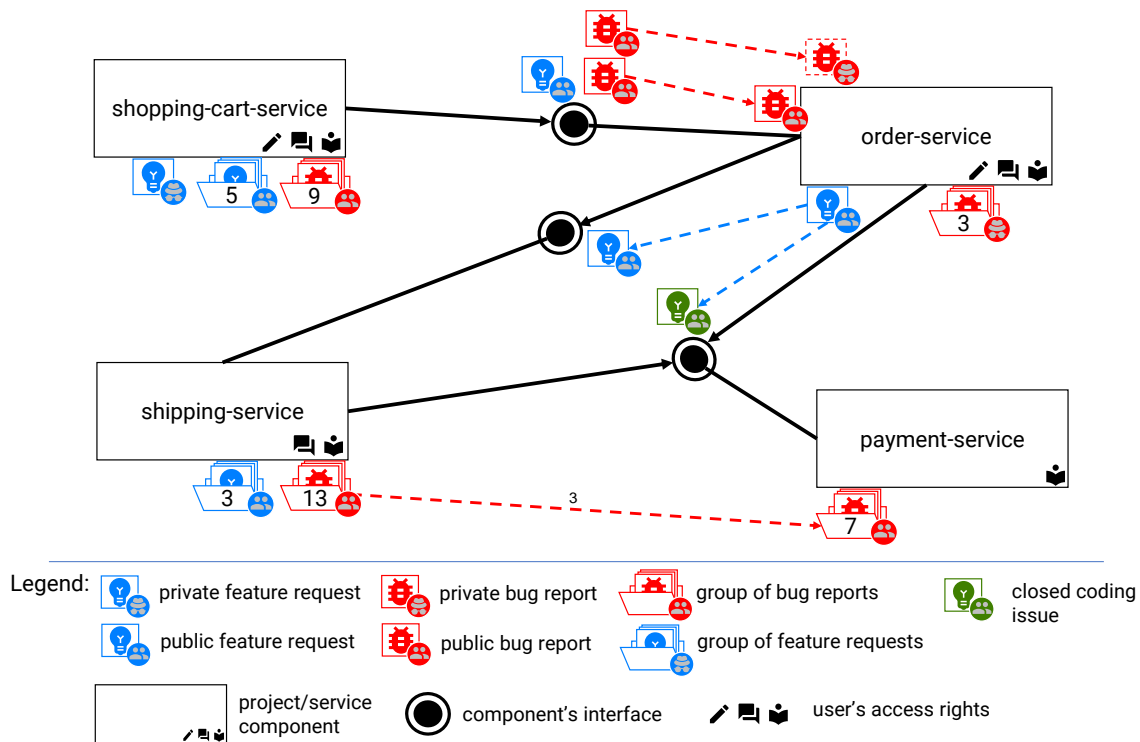 shopping-cart-service
order-service
5
9
3
shipping-service
payment-service
3
13
3
7
Legend:
private feature request
private bug report
group of bug reports
closed coding
issue
public feature request
public bug report
group of feature requests
project/service
component
component's interface
user's access rights